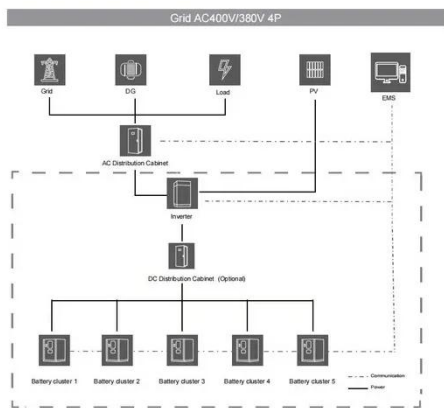 Grid AC400V/380V 4P
Grid
DG
Load
PV
EMS
AC Distribution Cabinet
Inverter
DC Distribution Cabinet (Optional)
Battery cluster 1
Battery cluster 2
Battery cluster 3
Battery cluster 4
Battery cluster 5
Communication
Power